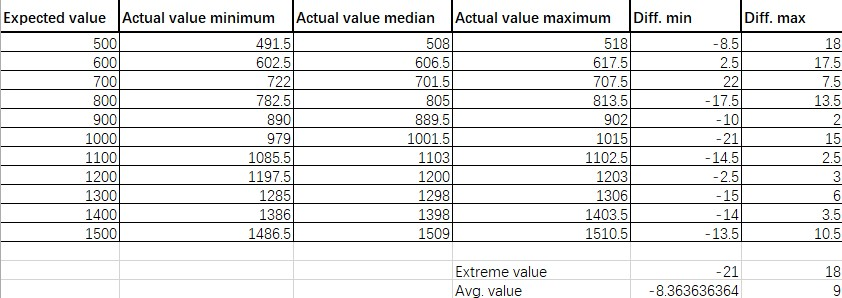 Expected value Actual value minimum Actual value median Actual value maximum Diff. min Diff. max
500 491.5 508 518 -8.5 18
600 602.5 606.5 617.5 2.5 17.5
700 722 701.5 707.5 22 7.5
800 782.5 805 813.5 -17.5 13.5
900 890 889.5 902 -10 2
1000 979 1001.5 1015 -21 15
1100 1085.5 1103 1102.5 -14.5 2.5
1200 1197.5 1200 1203 -2.5 3
1300 1285 1298 1306 -15 6
1400 1386 1398 1403.5 -14 3.5
1500 1486.5 1509 1510.5 -13.5 10.5
Extreme value -21 18
Avg. value -8.363636364 9